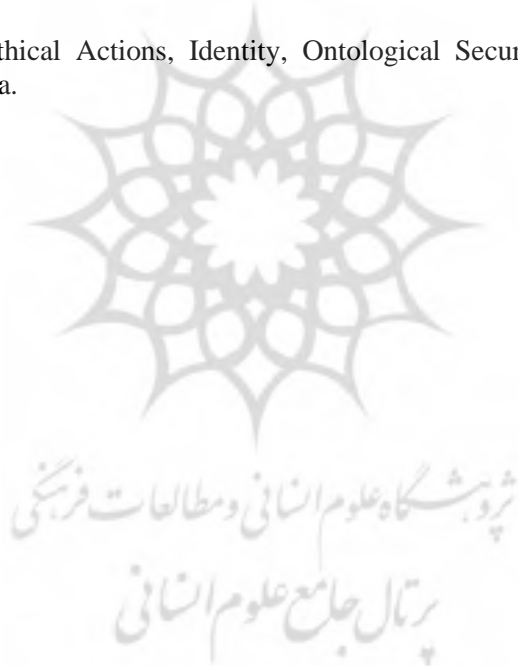 thical Actions, Identity, Ontological Secur
a.
پژوهشگاه علوم انسانی و مطالعات فرهنگی
پرتال جامع علوم انسانی